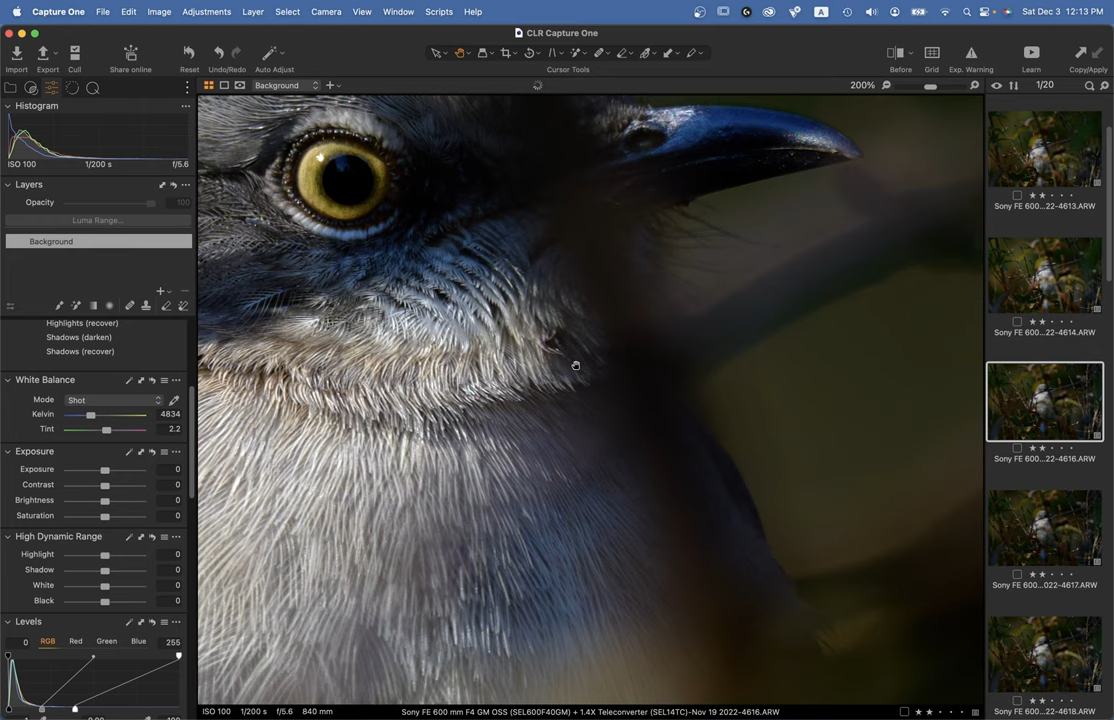 Capture One File Edit Image Adjustments Layer Select Camera View Window Scripts Help
A Sat Dec 3 12:13 PM
CLR Capture One
Import Export Cull Share online Reset Undo/Redo Auto Adjust Cursor Tools Before Grid Exp. Warning Learn Copy/Apply
Background 200% 1/20
Histogram
ISO 100 1/200 s f/5.6
Layers
Opacity 100
Luma Range...
Background
Highlights (recover)
Shadows (darken)
Shadows (recover)
White Balance
Mode Shot
Kelvin 4834
Tint 2.2
Exposure
Exposure 0
Contrast 0
Brightness 0
Saturation 0
High Dynamic Range
Highlight 0
Shadow 0
White 0
Black 0
Levels
0 RGB Red Green Blue 255
Sony FE 600...22-4613.ARW
Sony FE 600...22-4614.ARW
Sony FE 600...22-4616.ARW
Sony FE 600...022-4617.ARW
Sony FE 600...22-4618.ARW
ISO 100 1/200 s f/5.6 840 mm Sony FE 600 mm F4 GM OSS (SEL600F40GM) + 1.4X Teleconverter (SEL14TC)-Nov 19 2022-4616.ARW